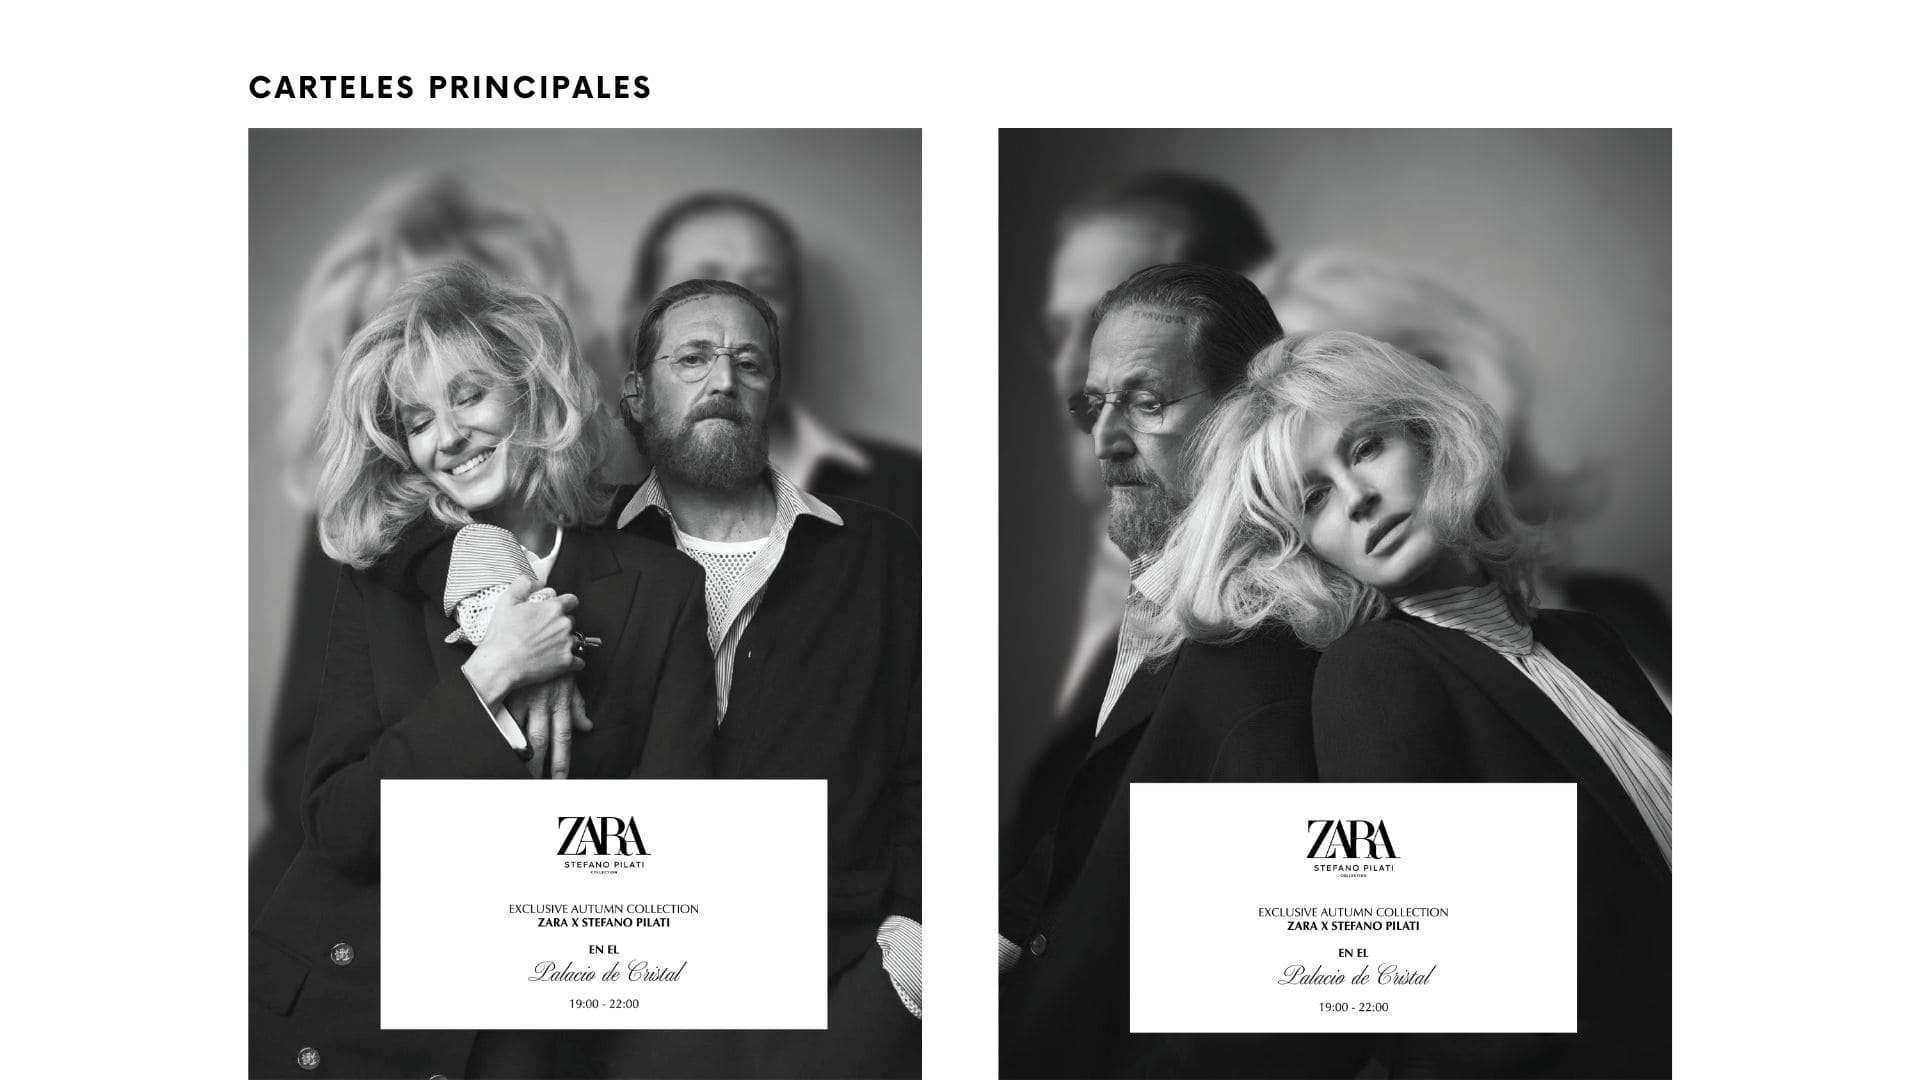 CARTELES PRINCIPALES
ZARA
STEFANO PILATI
COLLECTION
EXCLUSIVE AUTUMN COLLECTION
ZARA X STEFANO PILATI
EN EL
Palacio de Cristal
19:00 - 22:00
ZARA
STEFANO PILATI
COLLECTION
EXCLUSIVE AUTUMN COLLECTION
ZARA X STEFANO PILATI
EN EL
Palacio de Cristal
19:00 - 22:00